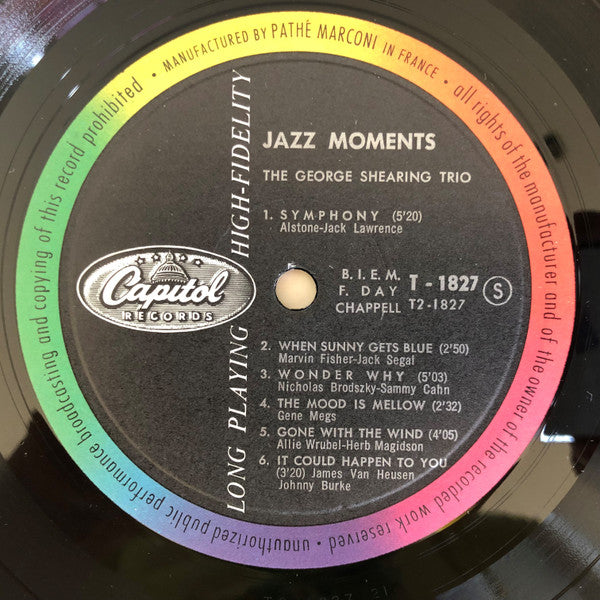 • MANUFACTURED BY PATHÉ MARCONI IN FRANCE •
all rights of the manufacturer and of the owner of the recorded work reserved •
unauthorized public performance broadcasting and copying of this record prohibited
LONG PLAYING HIGH-FIDELITY
Capitol
RECORDS
JAZZ MOMENTS
THE GEORGE SHEARING TRIO
1. SYMPHONY (5'20)
Alstone-Jack Lawrence
B.I.E.M.
F. DAY
CHAPPELL
T - 1827
T2-1827
S
2. WHEN SUNNY GETS BLUE (2'50)
Marvin Fisher-Jack Segal
3. WONDER WHY (5'03)
Nicholas Brodszky-Sammy Cahn
4. THE MOOD IS MELLOW (2'32)
Gene Megs
5. GONE WITH THE WIND (4'05)
Allie Wrubel-Herb Magidson
6. IT COULD HAPPEN TO YOU
(3'20) James Van Heusen
Johnny Burke